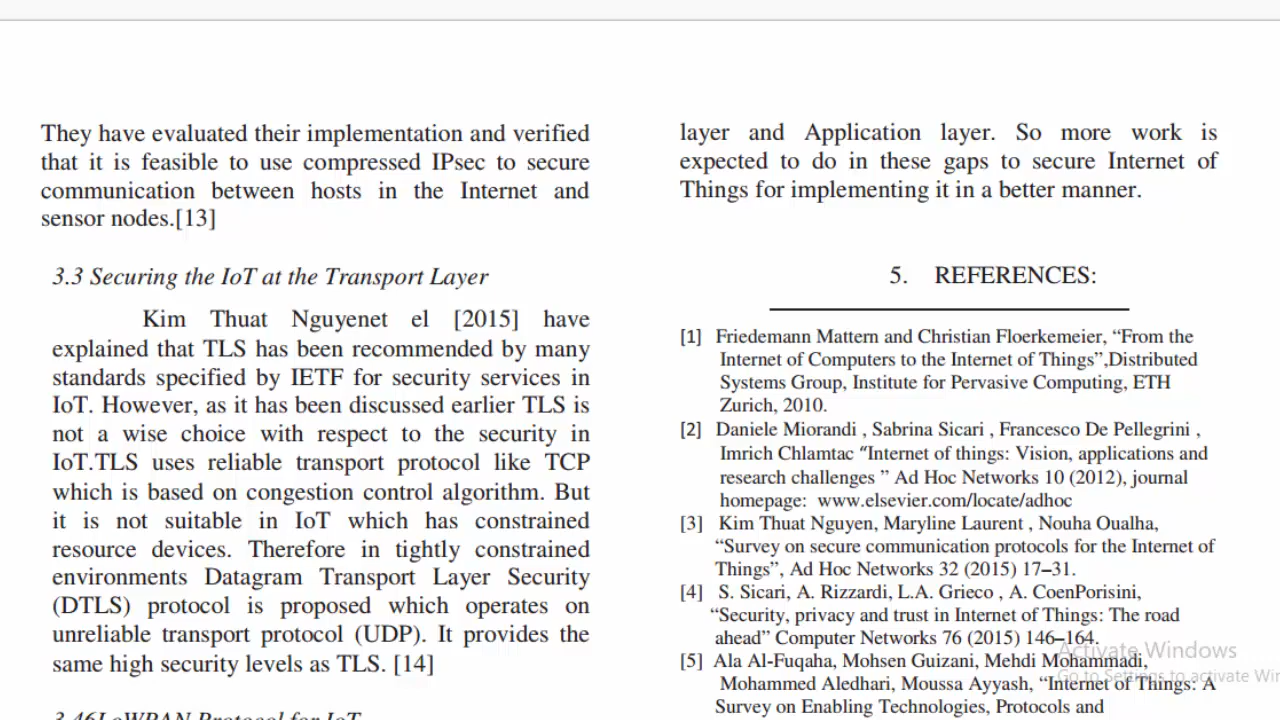 They have evaluated their implementation and verified
that it is feasible to use compressed IPsec to secure
communication between hosts in the Internet and
sensor nodes.[13]
3.3 Securing the IoT at the Transport Layer
Kim Thuat Nguyenet el [2015] have
explained that TLS has been recommended by many
standards specified by IETF for security services in
IoT. However, as it has been discussed earlier TLS is
not a wise choice with respect to the security in
IoT.TLS uses reliable transport protocol like TCP
which is based on congestion control algorithm. But
it is not suitable in IoT which has constrained
resource devices. Therefore in tightly constrained
environments Datagram Transport Layer Security
(DTLS) protocol is proposed which operates on
unreliable transport protocol (UDP). It provides the
same high security levels as TLS. [14]
3.46LoWPAN Protocol for IoT
layer and Application layer. So more work is
expected to do in these gaps to secure Internet of
Things for implementing it in a better manner.
5. REFERENCES:
[1] Friedemann Mattern and Christian Floerkemeier, “From the
Internet of Computers to the Internet of Things”,Distributed
Systems Group, Institute for Pervasive Computing, ETH
Zurich, 2010.
[2] Daniele Miorandi , Sabrina Sicari , Francesco De Pellegrini ,
Imrich Chlamtac “Internet of things: Vision, applications and
research challenges ” Ad Hoc Networks 10 (2012), journal
homepage: www.elsevier.com/locate/adhoc
[3] Kim Thuat Nguyen, Maryline Laurent , Nouha Oualha,
“Survey on secure communication protocols for the Internet of
Things”, Ad Hoc Networks 32 (2015) 17–31.
[4] S. Sicari, A. Rizzardi, L.A. Grieco , A. CoenPorisini,
“Security, privacy and trust in Internet of Things: The road
ahead” Computer Networks 76 (2015) 146–164.
[5] Ala Al-Fuqaha, Mohsen Guizani, Mehdi Mohammadi,
Mohammed Aledhari, Moussa Ayyash, “Internet of Things: A
Survey on Enabling Technologies, Protocols and
Activate Windows
Go to Settings to activate Win